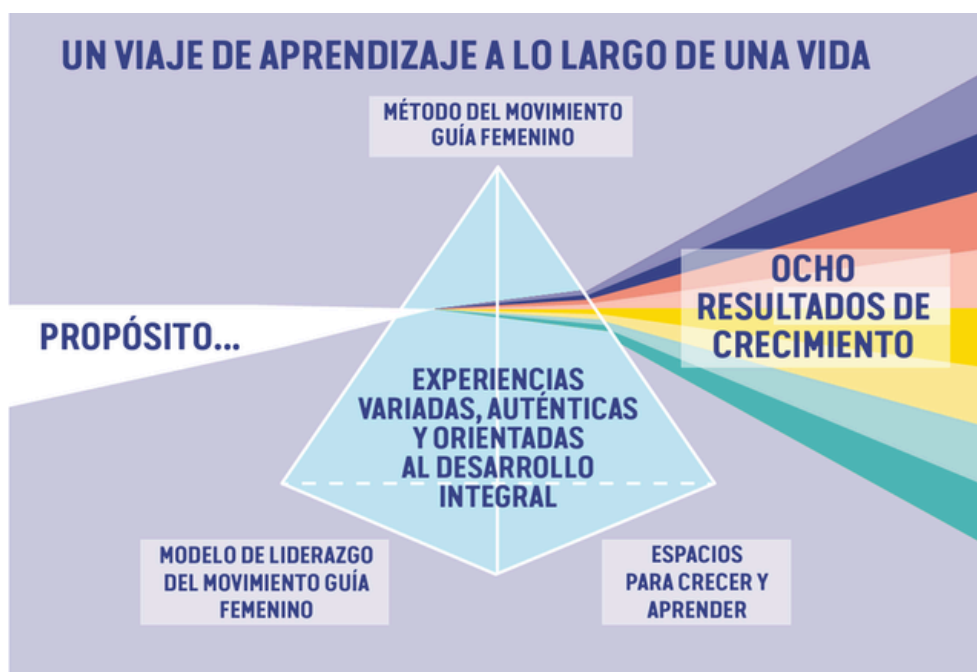 UN VIAJE DE APRENDIZAJE A LO LARGO DE UNA VIDA
MÉTODO DEL MOVIMIENTO
GUÍA FEMENINO
PROPÓSITO...
OCHO
RESULTADOS DE
CRECIMIENTO
EXPERIENCIAS
VARIADAS, AUTÉNTICAS
Y ORIENTADAS
AL DESARROLLO
INTEGRAL
MODELO DE LIDERAZGO
DEL MOVIMIENTO GUÍA
FEMENINO
ESPACIOS
PARA CRECER Y
APRENDER